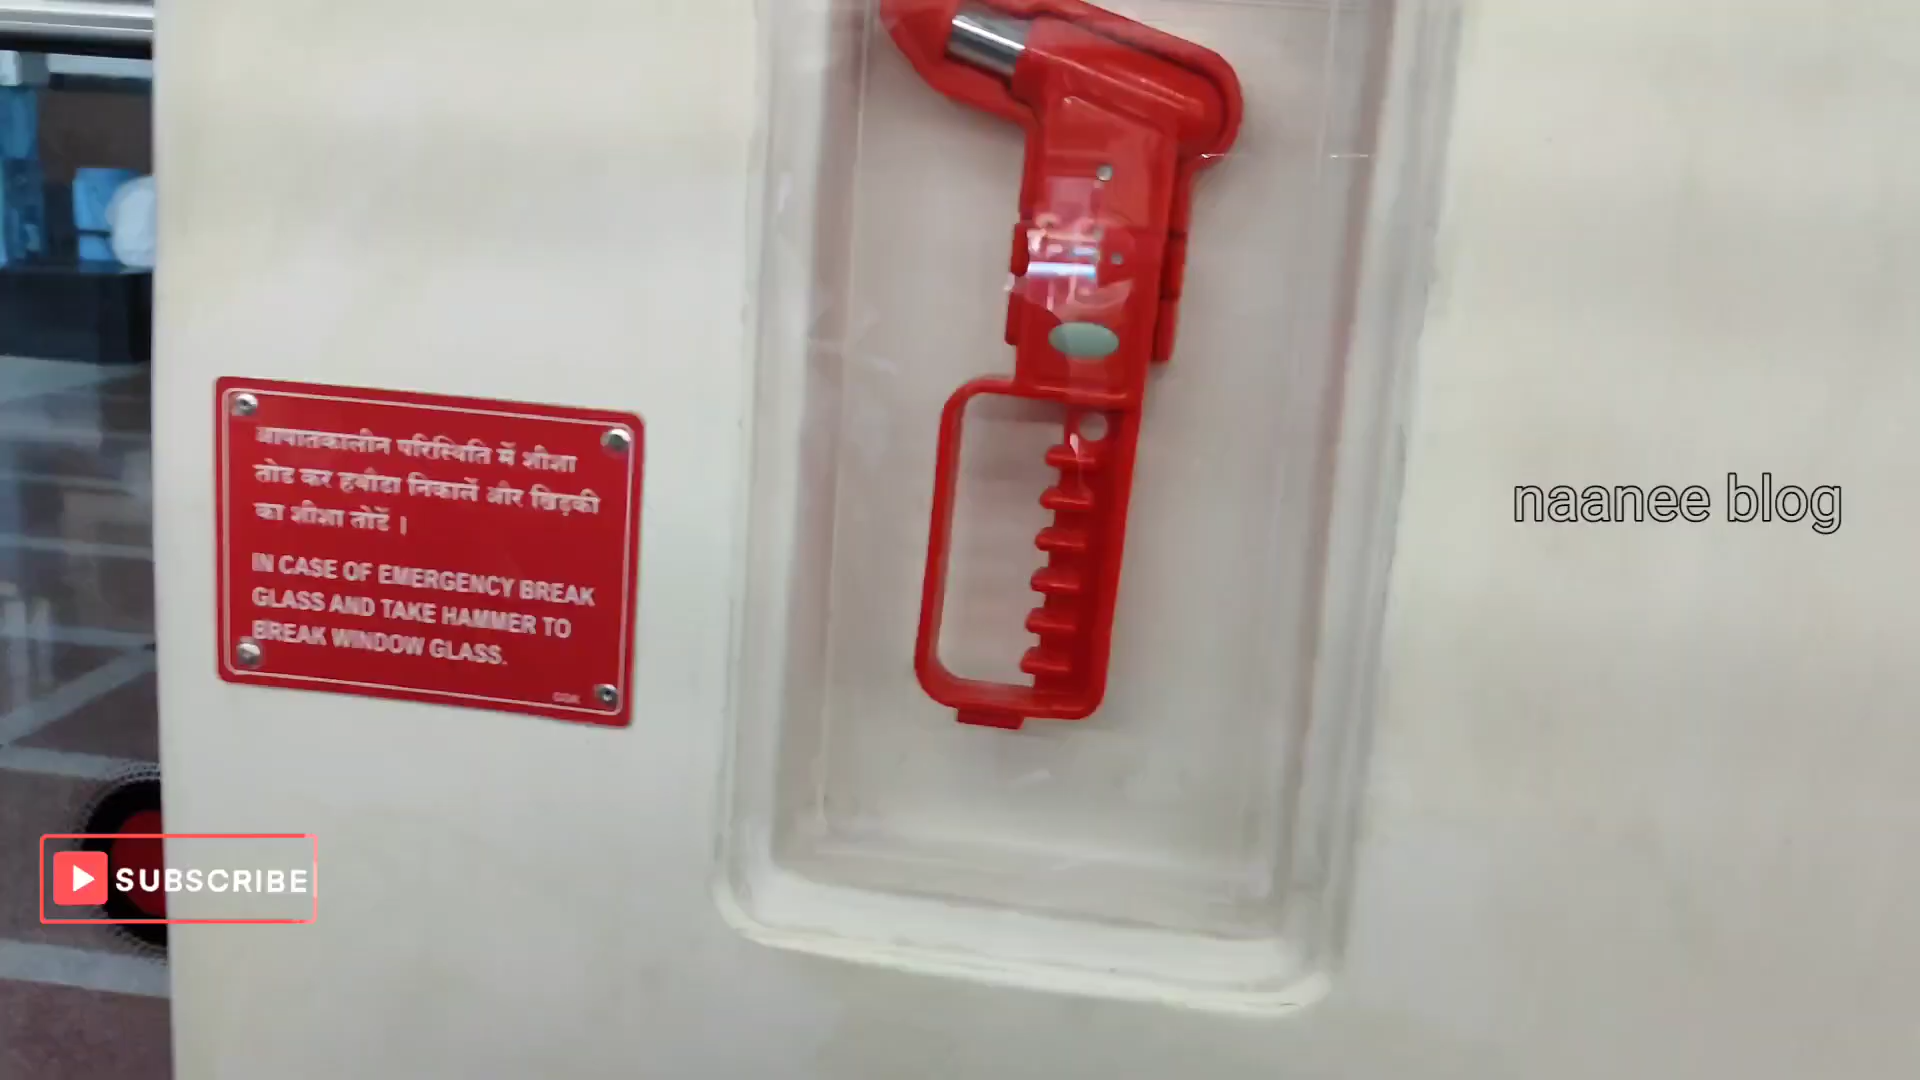 आपातकालीन परिस्थिति में शीशा
तोड कर हथौडा निकालें और खिड़की
का शीशा तोडें ।
IN CASE OF EMERGENCY BREAK
GLASS AND TAKE HAMMER TO
BREAK WINDOW GLASS.
naanee blog
SUBSCRIBE